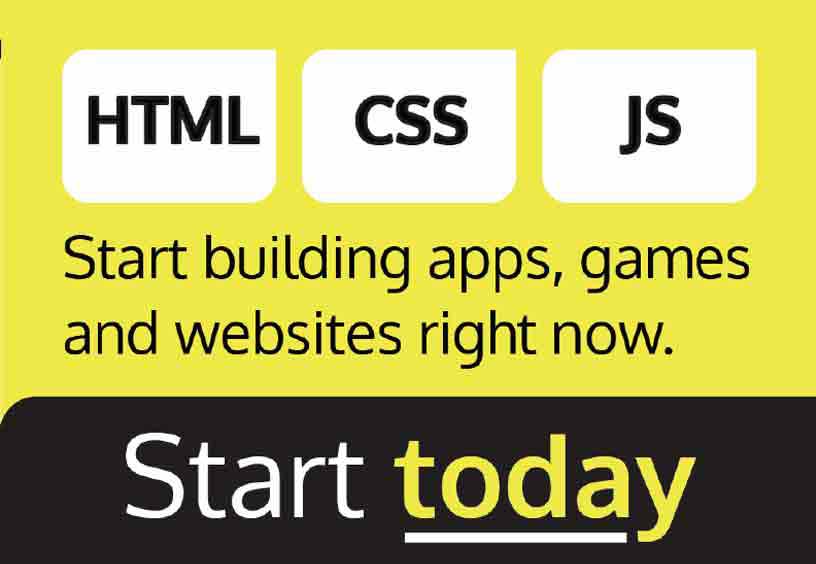 HTML CSS JS
Start building apps, games
and websites right now.
Start today